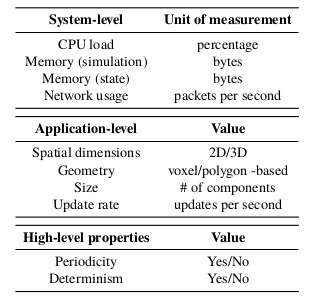 System-level Unit of measurement
CPU load percentage
Memory (simulation) bytes
Memory (state) bytes
Network usage packets per second
Application-level Value
Spatial dimensions 2D/3D
Geometry voxel/polygon -based
Size # of components
Update rate updates per second
High-level properties Value
Periodicity Yes/No
Determinism Yes/No